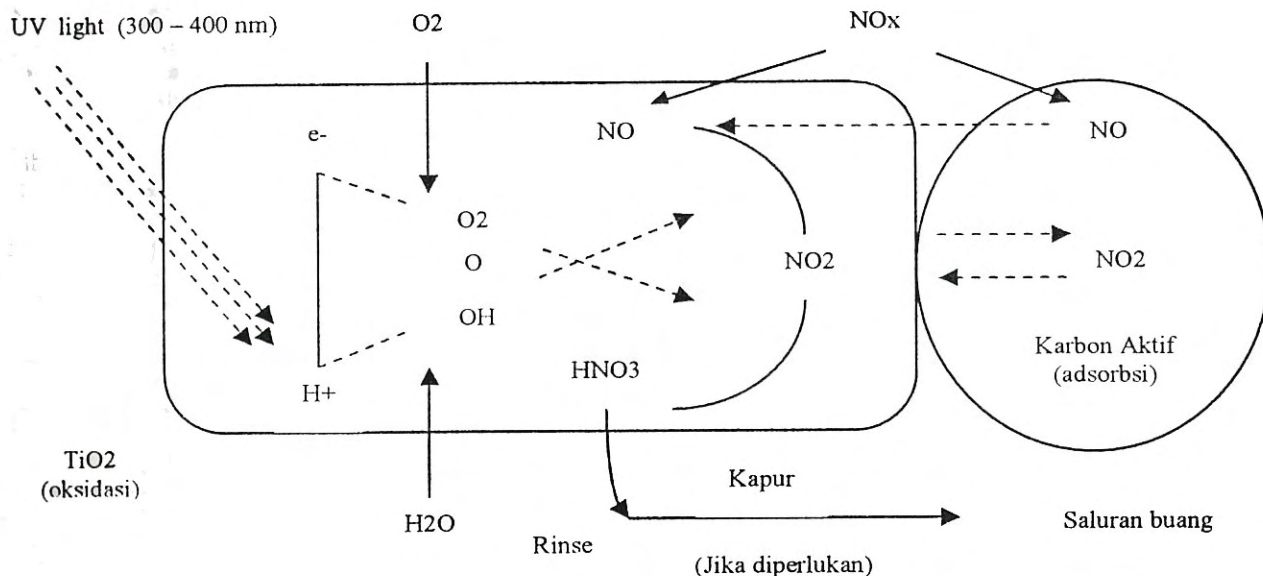 UV light (300 – 400 nm)
O2
NOx
e-
NO
NO
O2
O
NO2
NO2
OH
HNO3
Karbon Aktif
(adsorbsi)
H+
TiO2
(oksidasi)
Kapur
H2O
Rinse
Saluran buang
(Jika diperlukan)